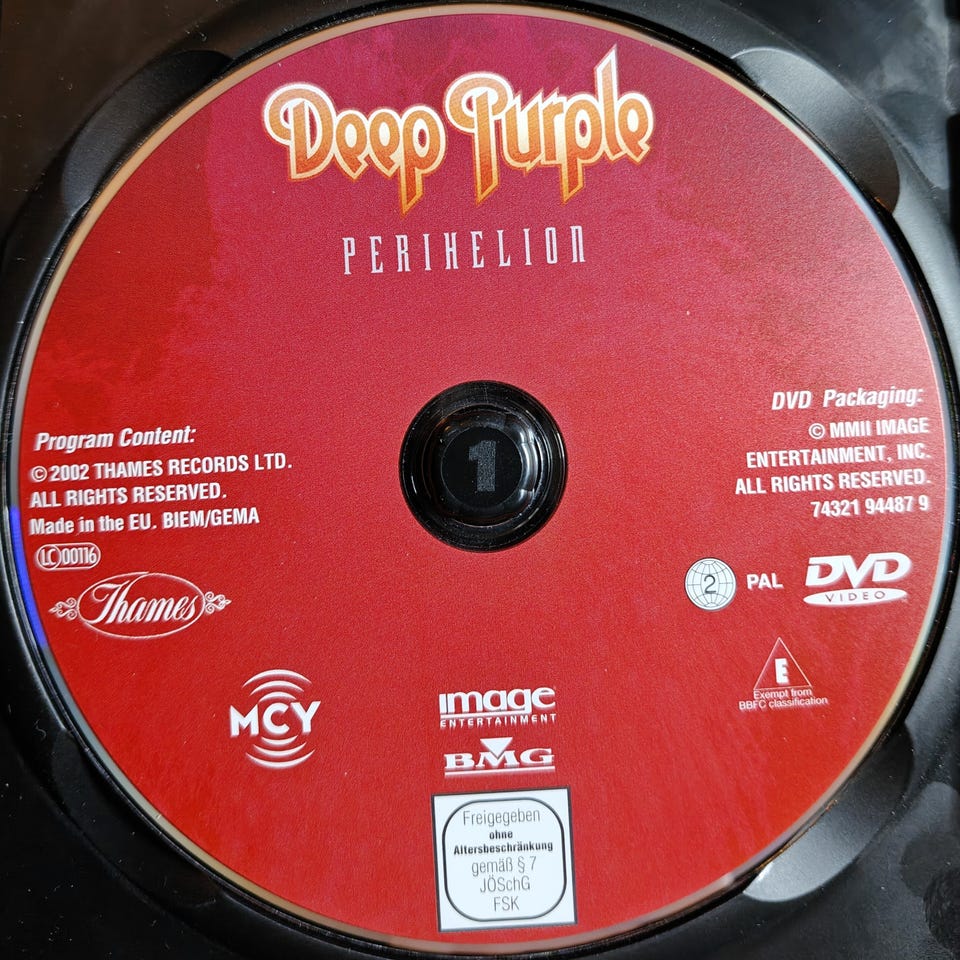 Deep Purple
PERIHELION
Program Content:
© 2002 THAMES RECORDS LTD.
ALL RIGHTS RESERVED.
Made in the EU. BIEM/GEMA
LC 00116
Thames
1
DVD Packaging:
© MMII IMAGE
ENTERTAINMENT, INC.
ALL RIGHTS RESERVED.
74321 94487 9
2 PAL DVD
VIDEO
E
Exempt from
BBFC classification
MCY
image
ENTERTAINMENT
BMG
Freigegeben
ohne
Altersbeschränkung
gemäß § 7
JÖSchG
FSK